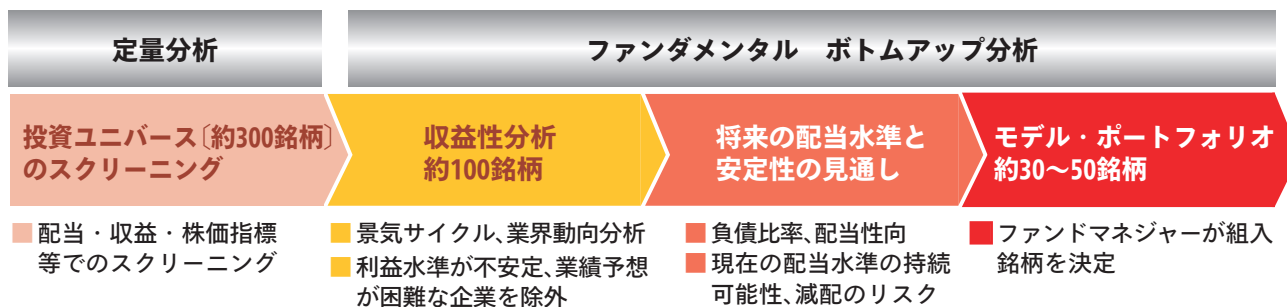 定量分析
ファンダメンタル　ボトムアップ分析
投資ユニバース〔約300銘柄〕
のスクリーニング
収益性分析
約100銘柄
将来の配当水準と
安定性の見通し
モデル・ポートフォリオ
約30〜50銘柄
■ 配当・収益・株価指標
等でのスクリーニング
■ 景気サイクル、業界動向分析
■ 利益水準が不安定、業績予想
が困難な企業を除外
■ 負債比率、配当性向
■ 現在の配当水準の持続
可能性、減配のリスク
■ ファンドマネジャーが組入
銘柄を決定